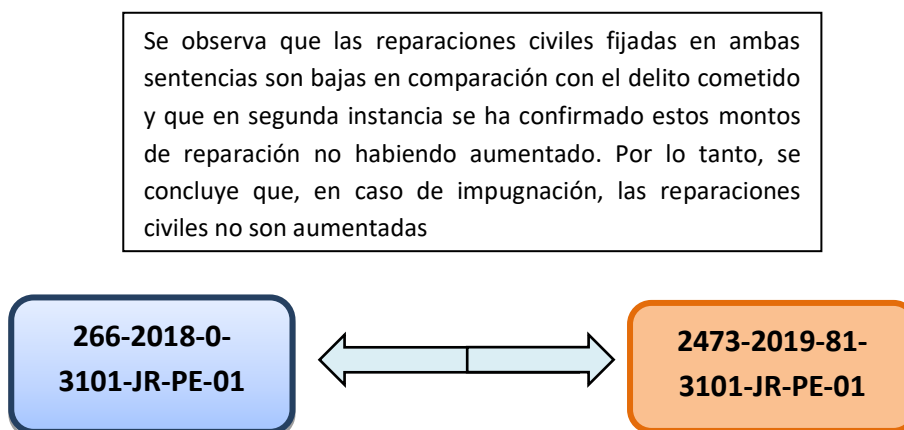 Se observa que las reparaciones civiles fijadas en ambas
sentencias son bajas en comparación con el delito cometido
y que en segunda instancia se ha confirmado estos montos
de reparación no habiendo aumentado. Por lo tanto, se
concluye que, en caso de impugnación, las reparaciones
civiles no son aumentadas
266-2018-0-
3101-JR-PE-01
2473-2019-81-
3101-JR-PE-01